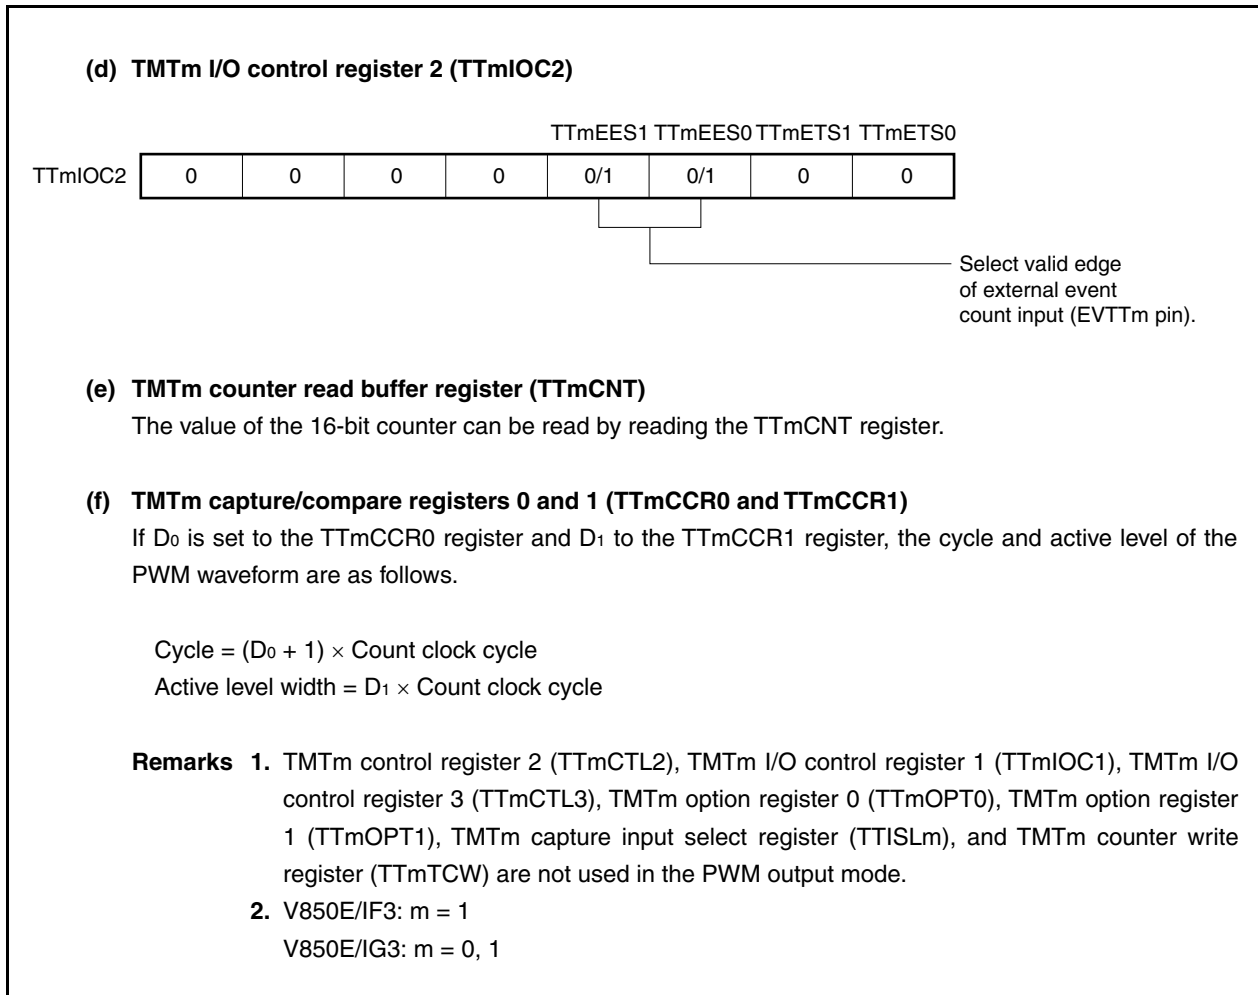 (d) TMTm I/O control register 2 (TTmIOC2)
TTmEES1 TTmEES0 TTmETS1 TTmETS0
TTmIOC2 0 0 0 0 0/1 0/1 0 0
Select valid edge
of external event
count input (EVTTm pin).
(e) TMTm counter read buffer register (TTmCNT)
The value of the 16-bit counter can be read by reading the TTmCNT register.
(f) TMTm capture/compare registers 0 and 1 (TTmCCR0 and TTmCCR1)
If D0 is set to the TTmCCR0 register and D1 to the TTmCCR1 register, the cycle and active level of the
PWM waveform are as follows.
Cycle = (D0 + 1) × Count clock cycle
Active level width = D1 × Count clock cycle
Remarks 1. TMTm control register 2 (TTmCTL2), TMTm I/O control register 1 (TTmIOC1), TMTm I/O
control register 3 (TTmCTL3), TMTm option register 0 (TTmOPT0), TMTm option register
1 (TTmOPT1), TMTm capture input select register (TTISLm), and TMTm counter write
register (TTmTCW) are not used in the PWM output mode.
2. V850E/IF3: m = 1
V850E/IG3: m = 0, 1